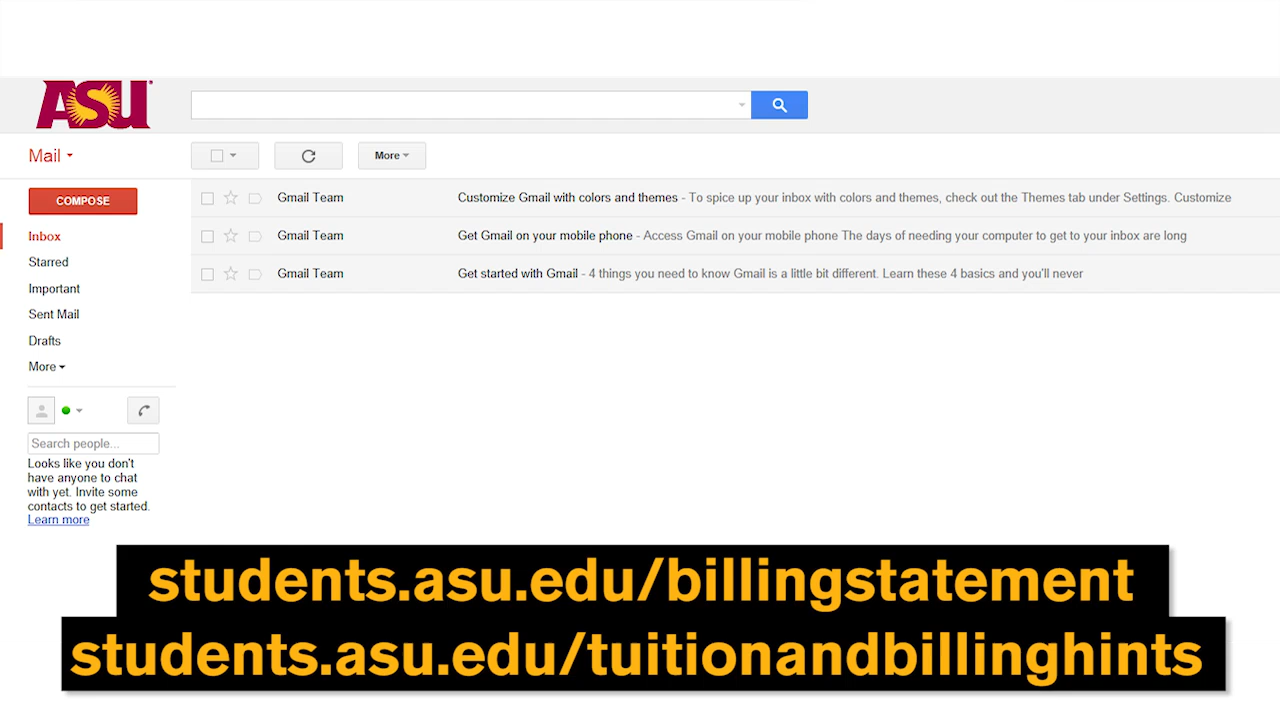 ASU
Mail
More
COMPOSE
Gmail Team Customize Gmail with colors and themes - To spice up your inbox with colors and themes, check out the Themes tab under Settings. Customize
Inbox
Gmail Team Get Gmail on your mobile phone - Access Gmail on your mobile phone The days of needing your computer to get to your inbox are long
Starred
Gmail Team Get started with Gmail - 4 things you need to know Gmail is a little bit different. Learn these 4 basics and you'll never
Important
Sent Mail
Drafts
More
Search people...
Looks like you don't
have anyone to chat
with yet. Invite some
contacts to get started.
Learn more
students.asu.edu/billingstatement
students.asu.edu/tuitionandbillinghints